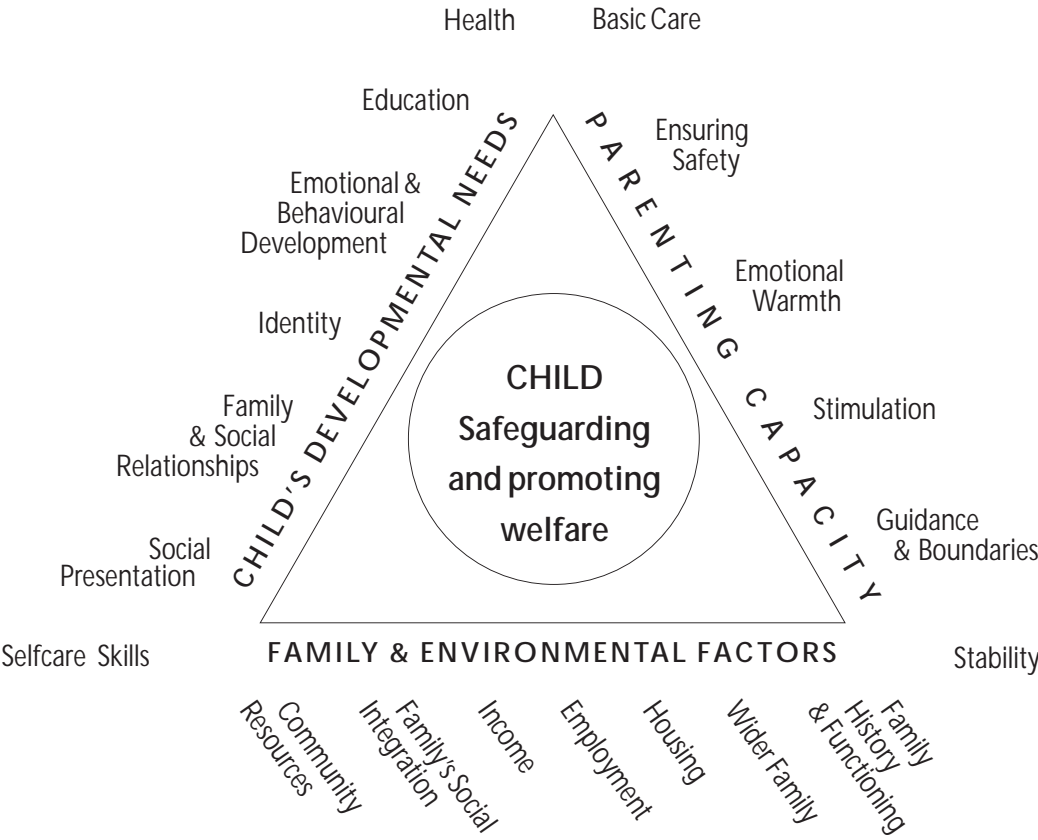 Health
Basic Care
Education
Ensuring
Safety
Emotional &
Behavioural
Development
Emotional
Warmth
Identity
Stimulation
Family
& Social
Relationships
Guidance
& Boundaries
Social
Presentation
Selfcare Skills
Stability
CHILD'S DEVELOPMENTAL NEEDS
PARENTING CAPACITY
CHILD
Safeguarding
and promoting
welfare
FAMILY & ENVIRONMENTAL FACTORS
Community
Resources
Family's Social
Integration
Income
Employment
Housing
Wider Family
Family
History
& Functioning